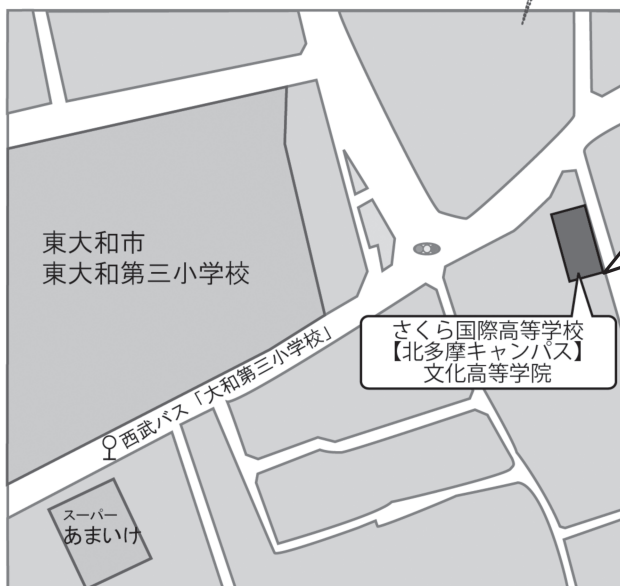 東大和市
東大和第三小学校
さくら国際高等学校
【北多摩キャンパス】
文化高等学院
西武バス「大和第三小学校」
スーパー
あまいけ